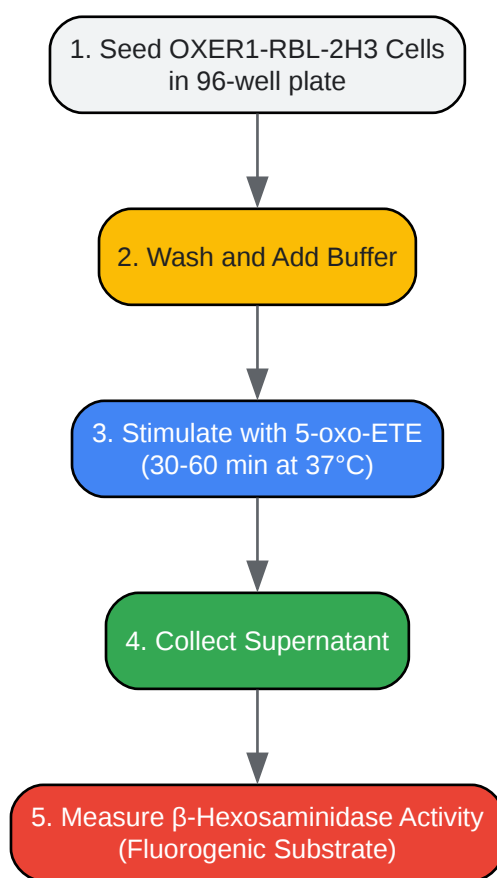 1. Seed OXER1-RBL-2H3 Cells
in 96-well plate
2. Wash and Add Buffer
3. Stimulate with 5-oxo-ETE
(30-60 min at 37°C)
4. Collect Supernatant
5. Measure β-Hexosaminidase Activity
(Fluorogenic Substrate)